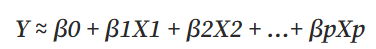 Y ≈ β0 + β1X1 + β2X2 + …+ βpXp